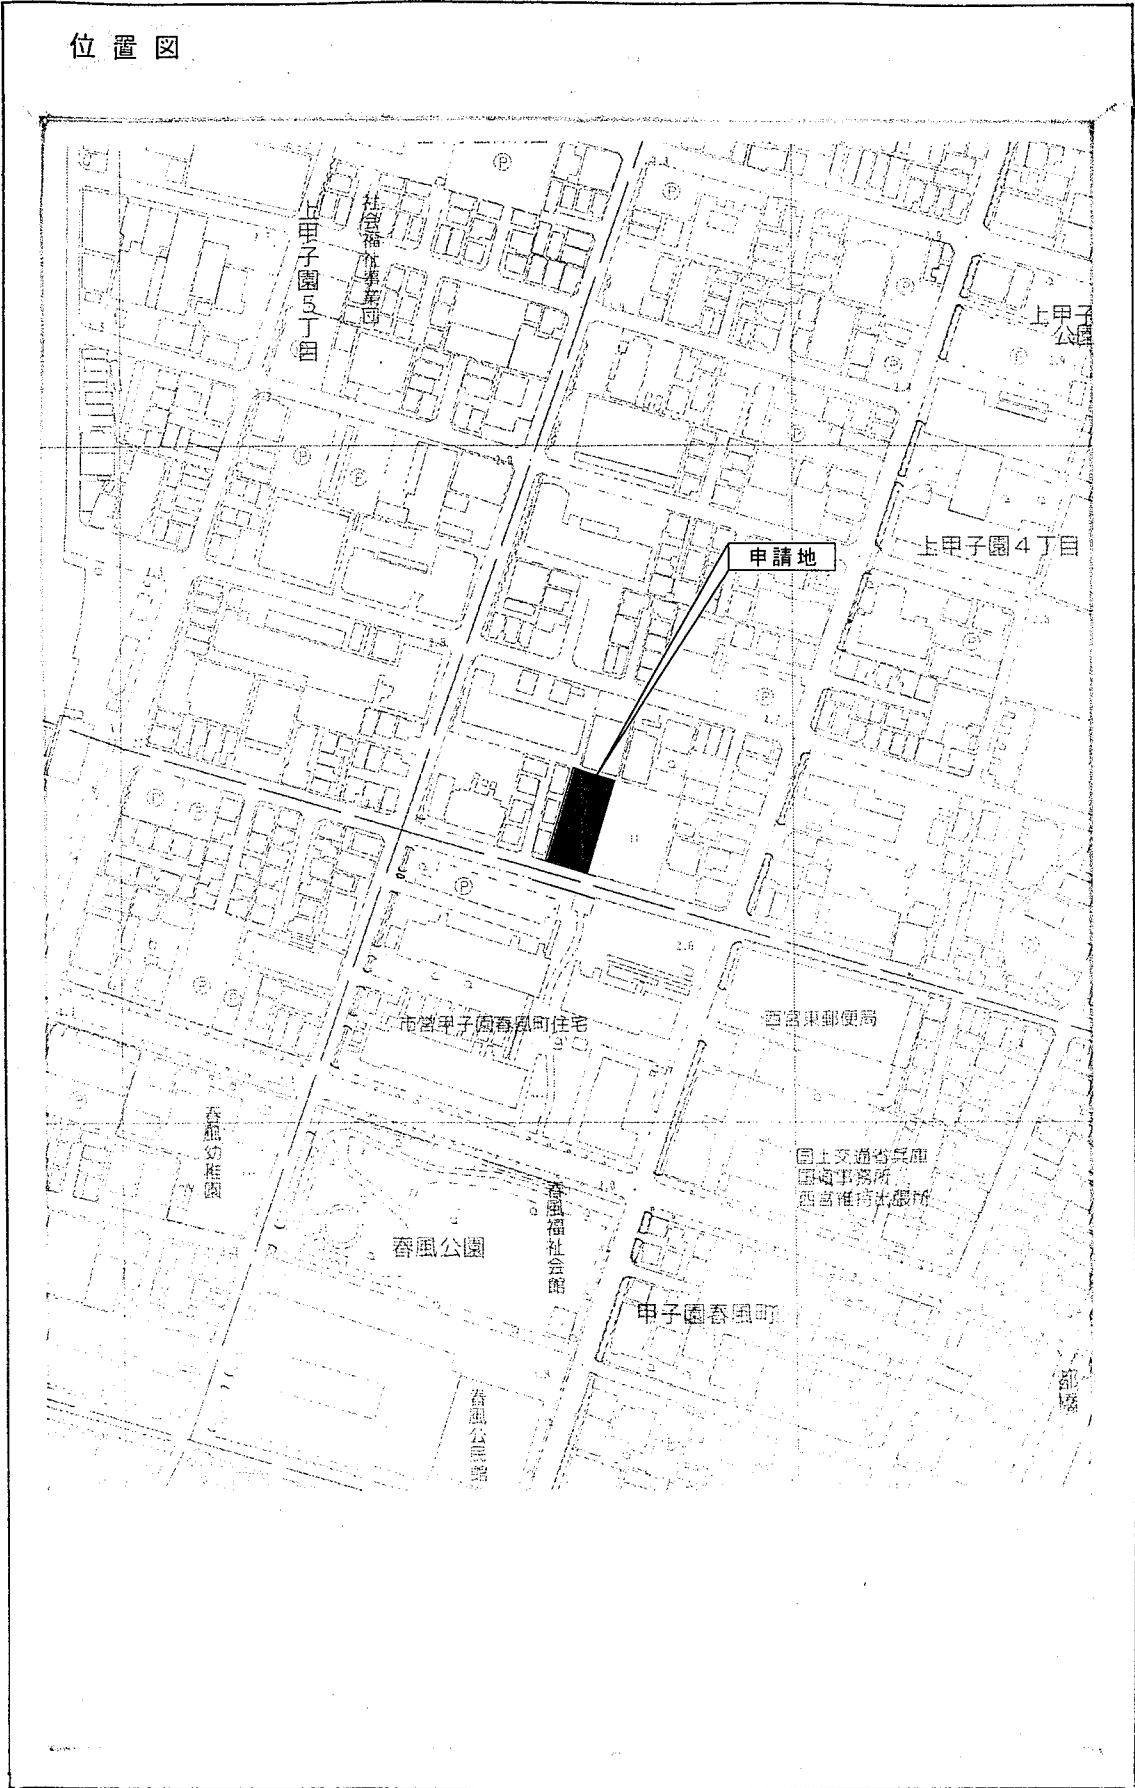 位置図
Ⓟ
Ⓟ
上甲子園5丁目
社会福祉事業団
上甲子
公園
Ⓟ
Ⓟ
Ⓟ
上甲子園4丁目
申請地
Ⓟ
Ⓟ
2.6
市営甲子園春風町住宅
西宮東郵便局
春風幼稚園
国土交通省兵庫
国道事務所
西宮維持出張所
春風福祉会館
春風公園
甲子園春風町
春風公民館